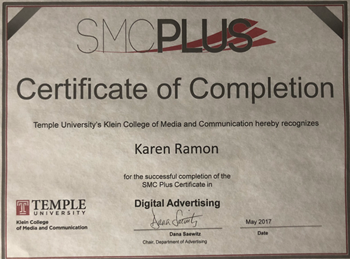 SMCPLUS
Certificate of Completion
Temple University's Klein College of Media and Communication hereby recognizes
Karen Ramon
for the successful completion of the
SMC Plus Certificate in
Digital Advertising
TEMPLE
UNIVERSITY
Klein College
of Media and Communication
Dana Saewitz
Dana Saewitz
Chair, Department of Advertising
May 2017
Date